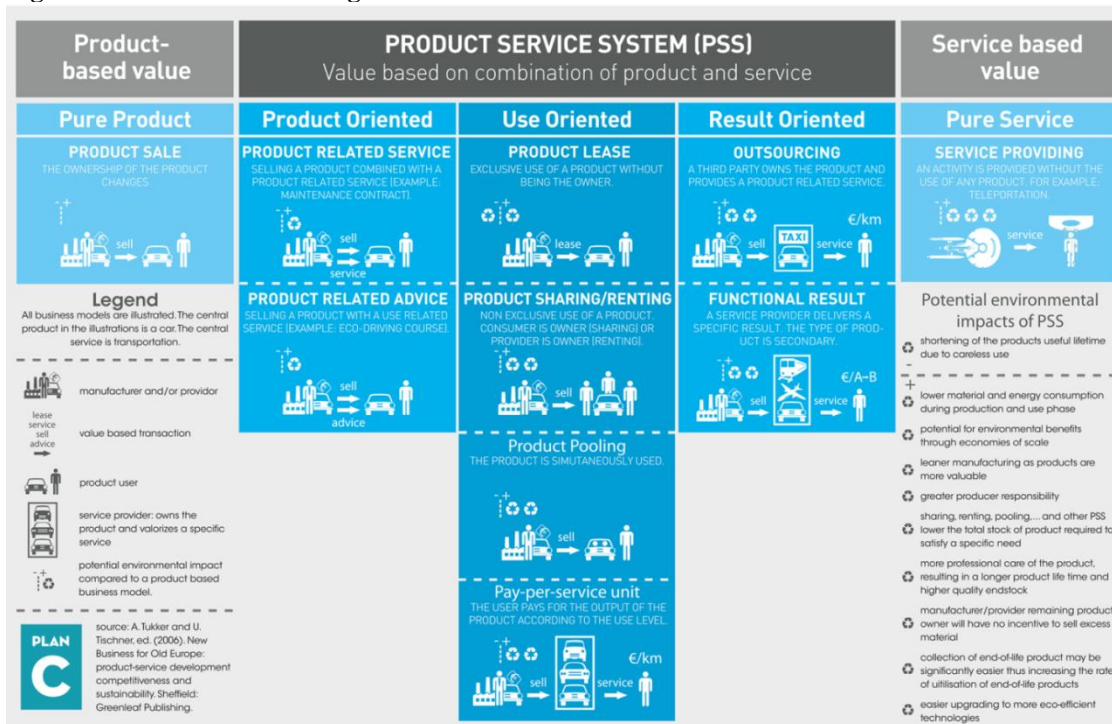 Product-
based value
PRODUCT SERVICE SYSTEM (PSS)
Value based on combination of product and service
Service based
value
Pure Product
Product Oriented
Use Oriented
Result Oriented
Pure Service
PRODUCT SALE
THE OWNERSHIP OF THE PRODUCT
CHANGES
sell
PRODUCT RELATED SERVICE
SELLING A PRODUCT COMBINED WITH A
PRODUCT RELATED SERVICE (EXAMPLE:
MAINTENANCE CONTRACT).
sell
service
PRODUCT LEASE
EXCLUSIVE USE OF A PRODUCT WITHOUT
BEING THE OWNER.
lease
OUTSOURCING
A THIRD PARTY OWNS THE PRODUCT AND
PROVIDES A PRODUCT RELATED SERVICE.
€/km
sell
TAXI
service
SERVICE PROVIDING
AN ACTIVITY IS PROVIDED WITHOUT THE
USE OF ANY PRODUCT. FOR EXAMPLE:
TELEPORTATION.
service
Legend
All business models are illustrated. The central
product in the illustrations is a car. The central
service is transportation.
manufacturer and/or provider
lease
service
sell
advice
value based transaction
product user
service provider: owns the
product and valorizes a specific
service
potential environmental impact
compared to a product based
business model.
PLAN
C
source: A. Tukker and U.
Tischner, ed. (2006). New
Business for Old Europe:
product-service development
competitiveness and
sustainability. Sheffield:
Greenleaf Publishing.
PRODUCT RELATED ADVICE
SELLING A PRODUCT WITH A USE RELATED
SERVICE (EXAMPLE: ECO-DRIVING COURSE).
sell
advice
PRODUCT SHARING/RENTING
NON EXCLUSIVE USE OF A PRODUCT.
CONSUMER IS OWNER (SHARING) OR
PROVIDER IS OWNER (RENTING).
sell
Product Pooling
THE PRODUCT IS SIMUTANEOUSLY USED.
sell
Pay-per-service unit
THE USER PAYS FOR THE OUTPUT OF THE
PRODUCT ACCORDING TO THE USE LEVEL.
€/km
sell
service
FUNCTIONAL RESULT
A SERVICE PROVIDER DELIVERS A
SPECIFIC RESULT. THE TYPE OF PROD-
UCT IS SECONDARY.
€/A-B
sell
service
Potential environmental
impacts of PSS
shortening of the products useful lifetime
due to careless use
-
+
lower material and energy consumption
during production and use phase
potential for environmental benefits
through economies of scale
leaner manufacturing as products are
more valuable
greater producer responsibility
sharing, renting, pooling,... and other PSS
lower the total stock of product required to
satisfy a specific need
more professional care of the product,
resulting in a longer product life time and
higher quality endstock
manufacturer/provider remaining product
owner will have no incentive to sell excess
material
collection of end-of-life product may be
significantly easier thus increasing the rate
of uitilisation of end-of-life products
easier upgrading to more eco-efficient
technologies